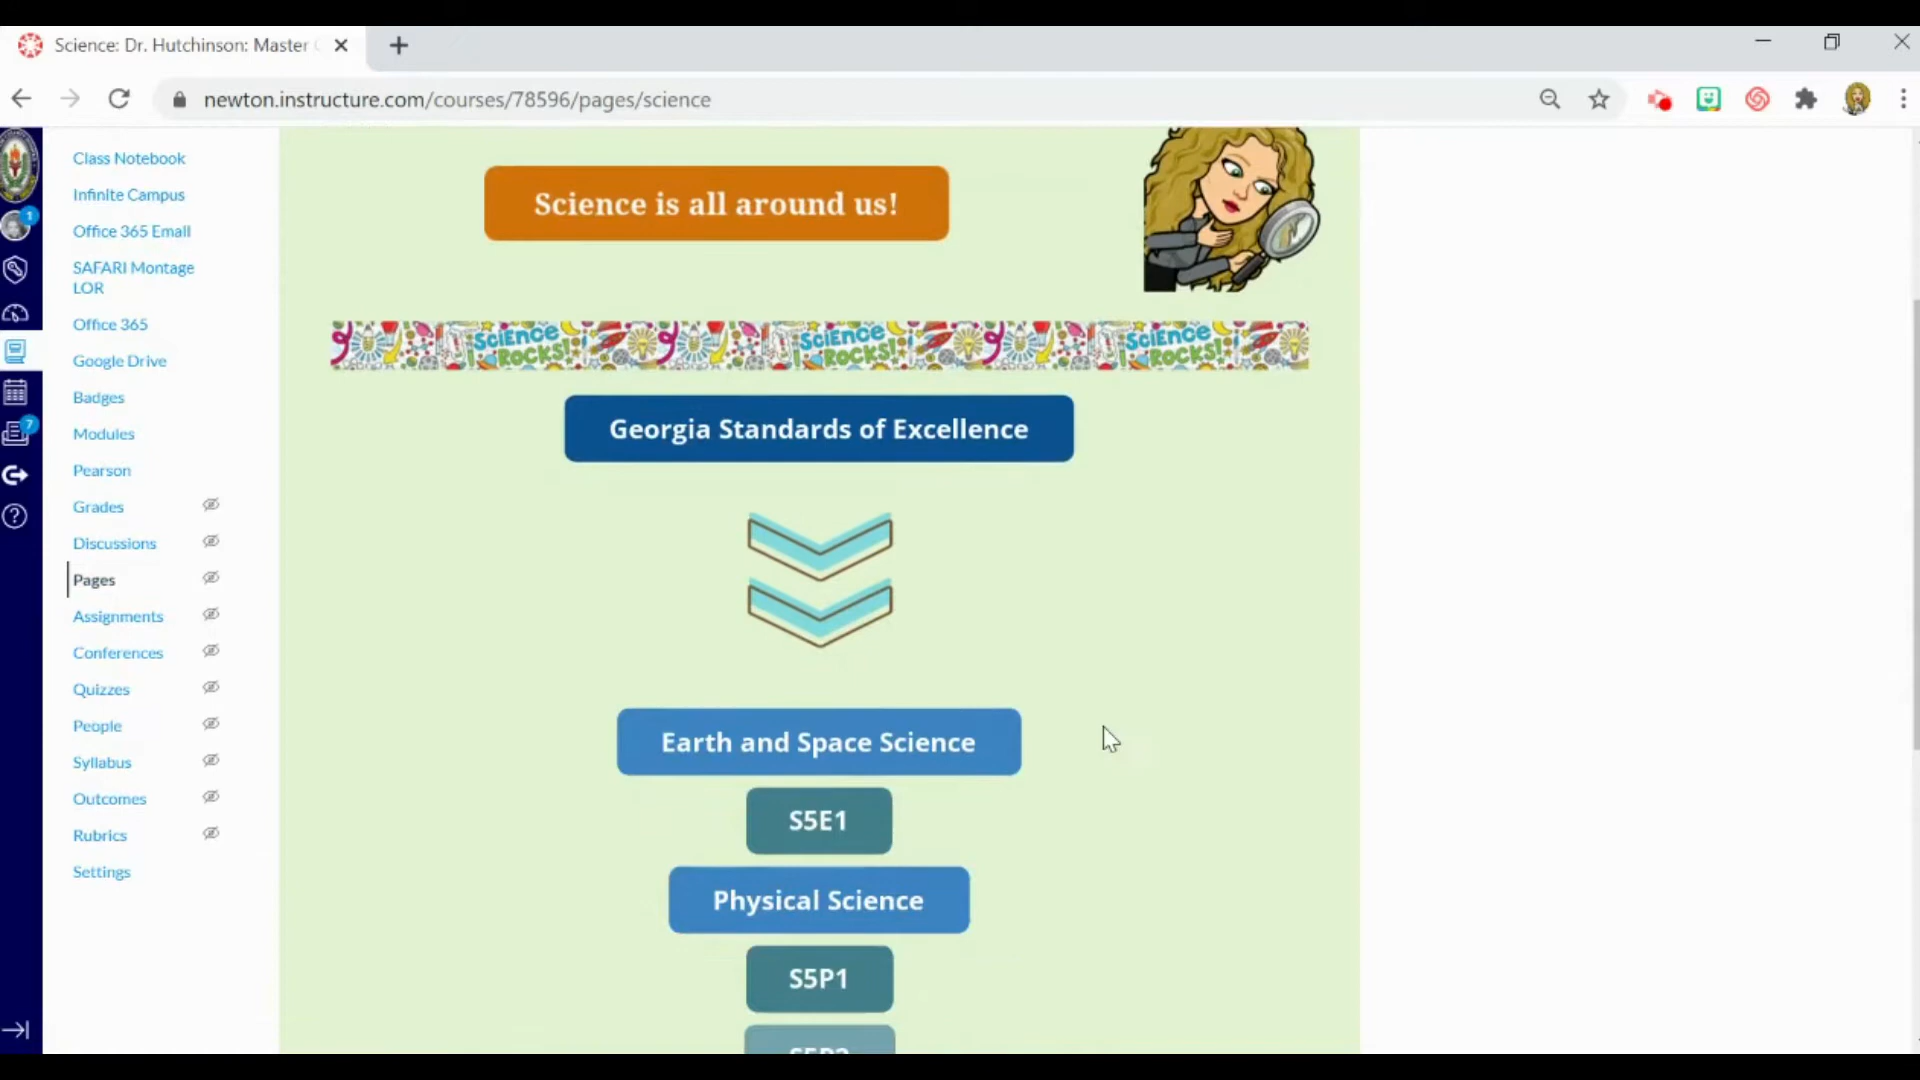 Science: Dr. Hutchinson: Master
newton.instructure.com/courses/78596/pages/science
1
7
Class Notebook
Infinite Campus
Office 365 Email
SAFARI Montage
LOR
Office 365
Google Drive
Badges
Modules
Pearson
Grades
Discussions
Pages
Assignments
Conferences
Quizzes
People
Syllabus
Outcomes
Rubrics
Settings
Science is all around us!
SCIENCE ROCKS! SCIENCE ROCKS! SCIENCE ROCKS!
Georgia Standards of Excellence
Earth and Space Science
S5E1
Physical Science
S5P1
S5P2